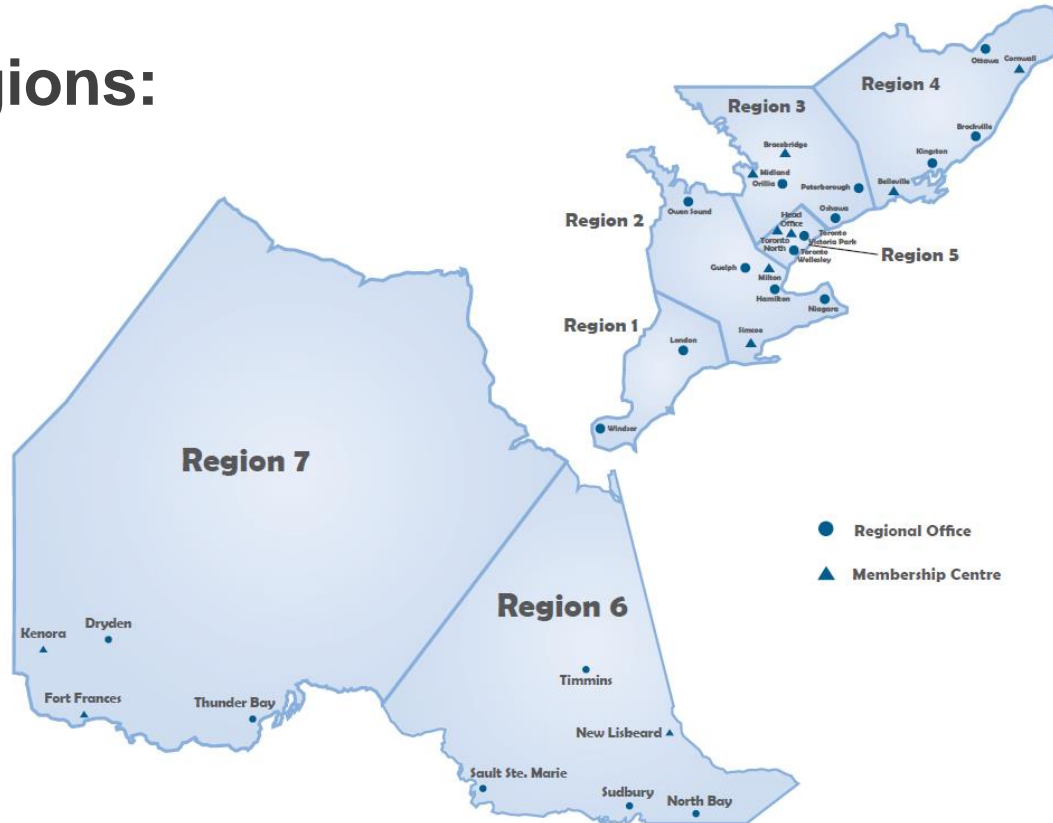 gions:
Region 4
Ottawa
Cornwall
Region 3
Brockville
Bracebridge
Kingston
Midland
Orillia
Peterborough
Belleville
Owen Sound
Region 2
Oshawa
Head
Office
Toronto
Victoria Park
Toronto
North
Toronto
Wellesley
Region 5
Guelph
Milton
Hamilton
Niagara
Region 1
Simcoe
London
Windsor
Region 7
Regional Office
Membership Centre
Region 6
Kenora
Dryden
Timmins
Fort Frances
Thunder Bay
New Liskeard
Sault Ste. Marie
Sudbury
North Bay